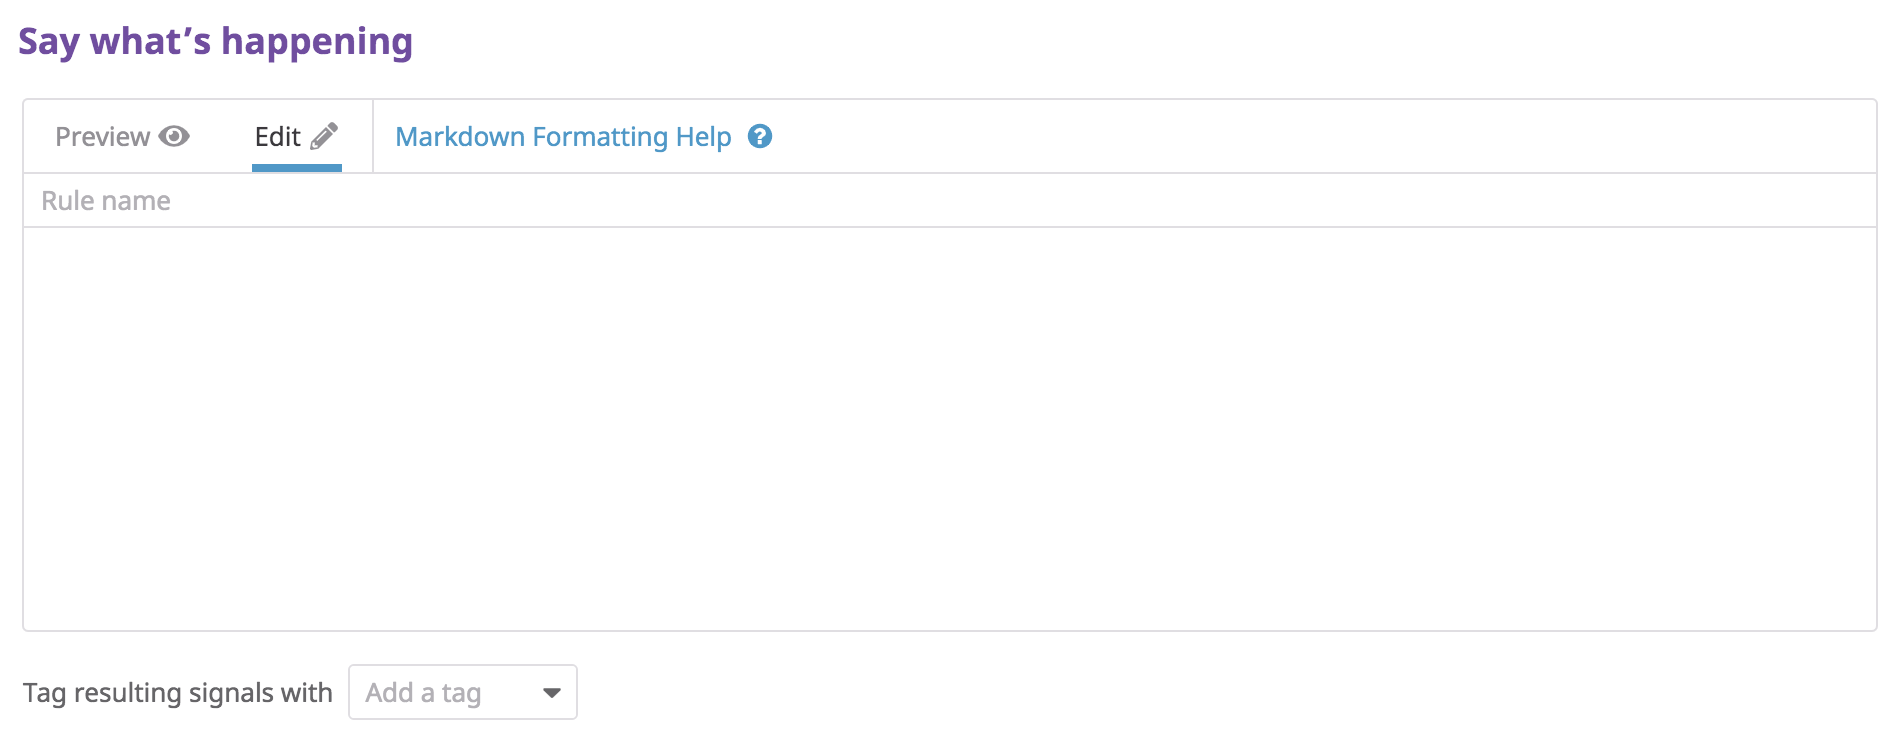 Say what’s happening
Preview Edit Markdown Formatting Help ?
Rule name
Tag resulting signals with Add a tag